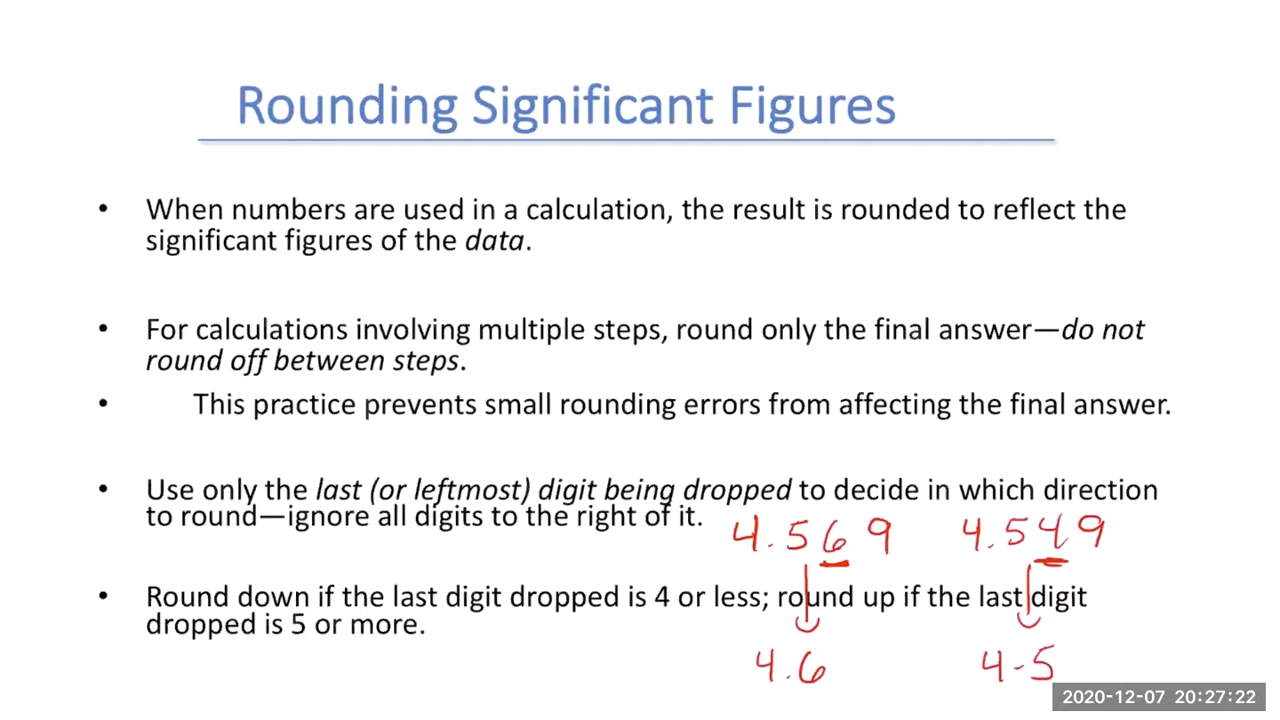 Rounding Significant Figures
• When numbers are used in a calculation, the result is rounded to reflect the
significant figures of the data.
• For calculations involving multiple steps, round only the final answer—do not
round off between steps.
• This practice prevents small rounding errors from affecting the final answer.
• Use only the last (or leftmost) digit being dropped to decide in which direction
to round—ignore all digits to the right of it.
4.569 4.549
• Round down if the last digit dropped is 4 or less; round up if the last digit
dropped is 5 or more.
4.6 4.5
2020-12-07 20:27:22